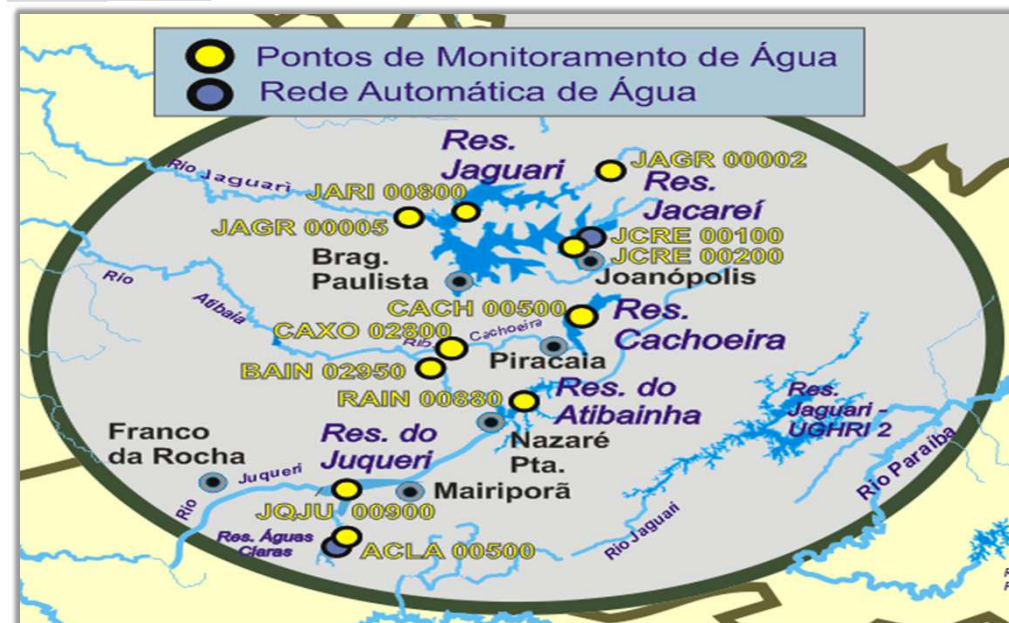 Pontos de Monitoramento de Água
Rede Automática de Água
Res.
Jaguari
JAGR 00002
Rio Jaguari
JARI 00800
Res.
Jacareí
JAGR 00005
JCRE 00100
JCRE 00200
Brag.
Paulista
Joanópolis
Rio
Atibaia
CACH 00500
Res.
Cachoeira
CAXO 02800
Rib
Cachoeira
Piracaia
BAIN 02950
RAIN 00880
Res. do
Atibainha
Res.
Jaguari -
UGHRI 2
Franco
da Rocha
Res. do
Juqueri
Nazaré
Pta.
Rio Paraíba
Juqueri
Rio
Mairiporã
JQJU 00900
Rio Jaguari
Res. Águas
Claras
ACLA 00500